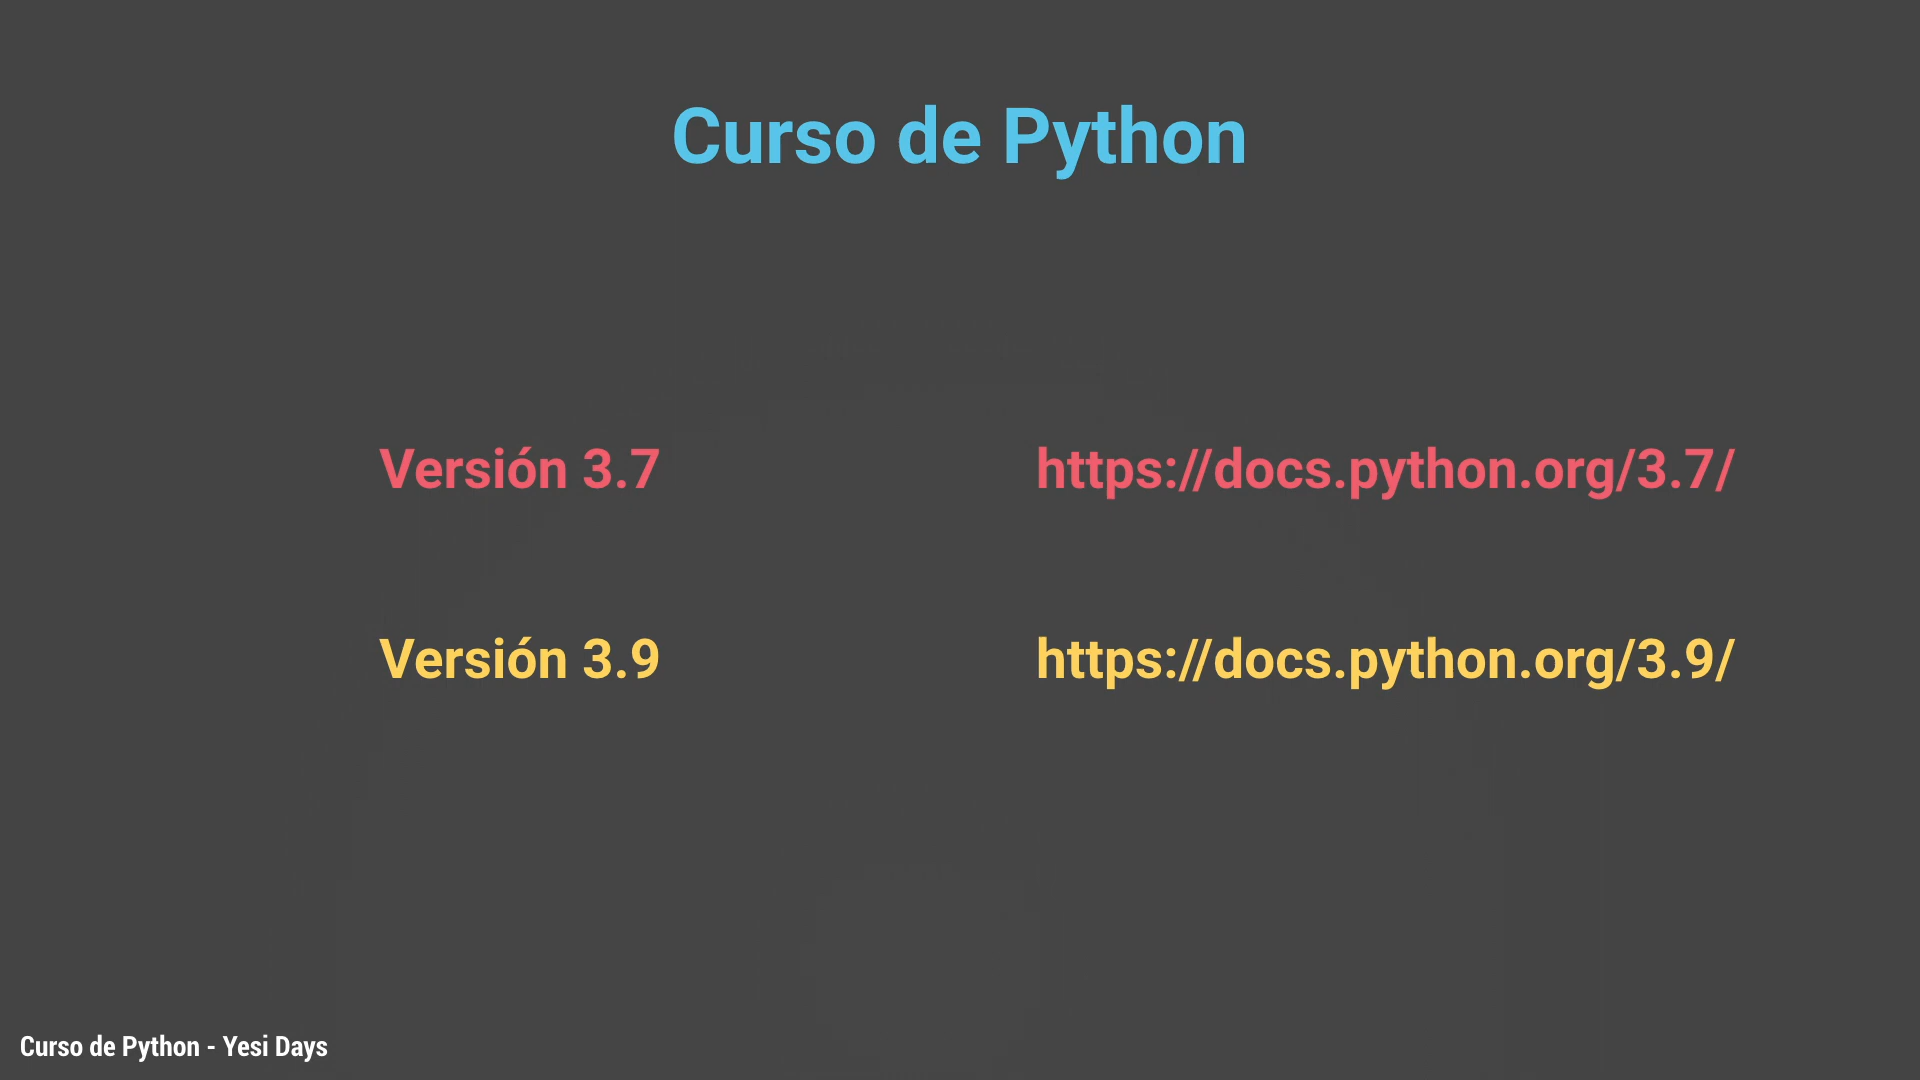 Curso de Python
Versión 3.7 https://docs.python.org/3.7/
Versión 3.9 https://docs.python.org/3.9/
Curso de Python - Yesi Days